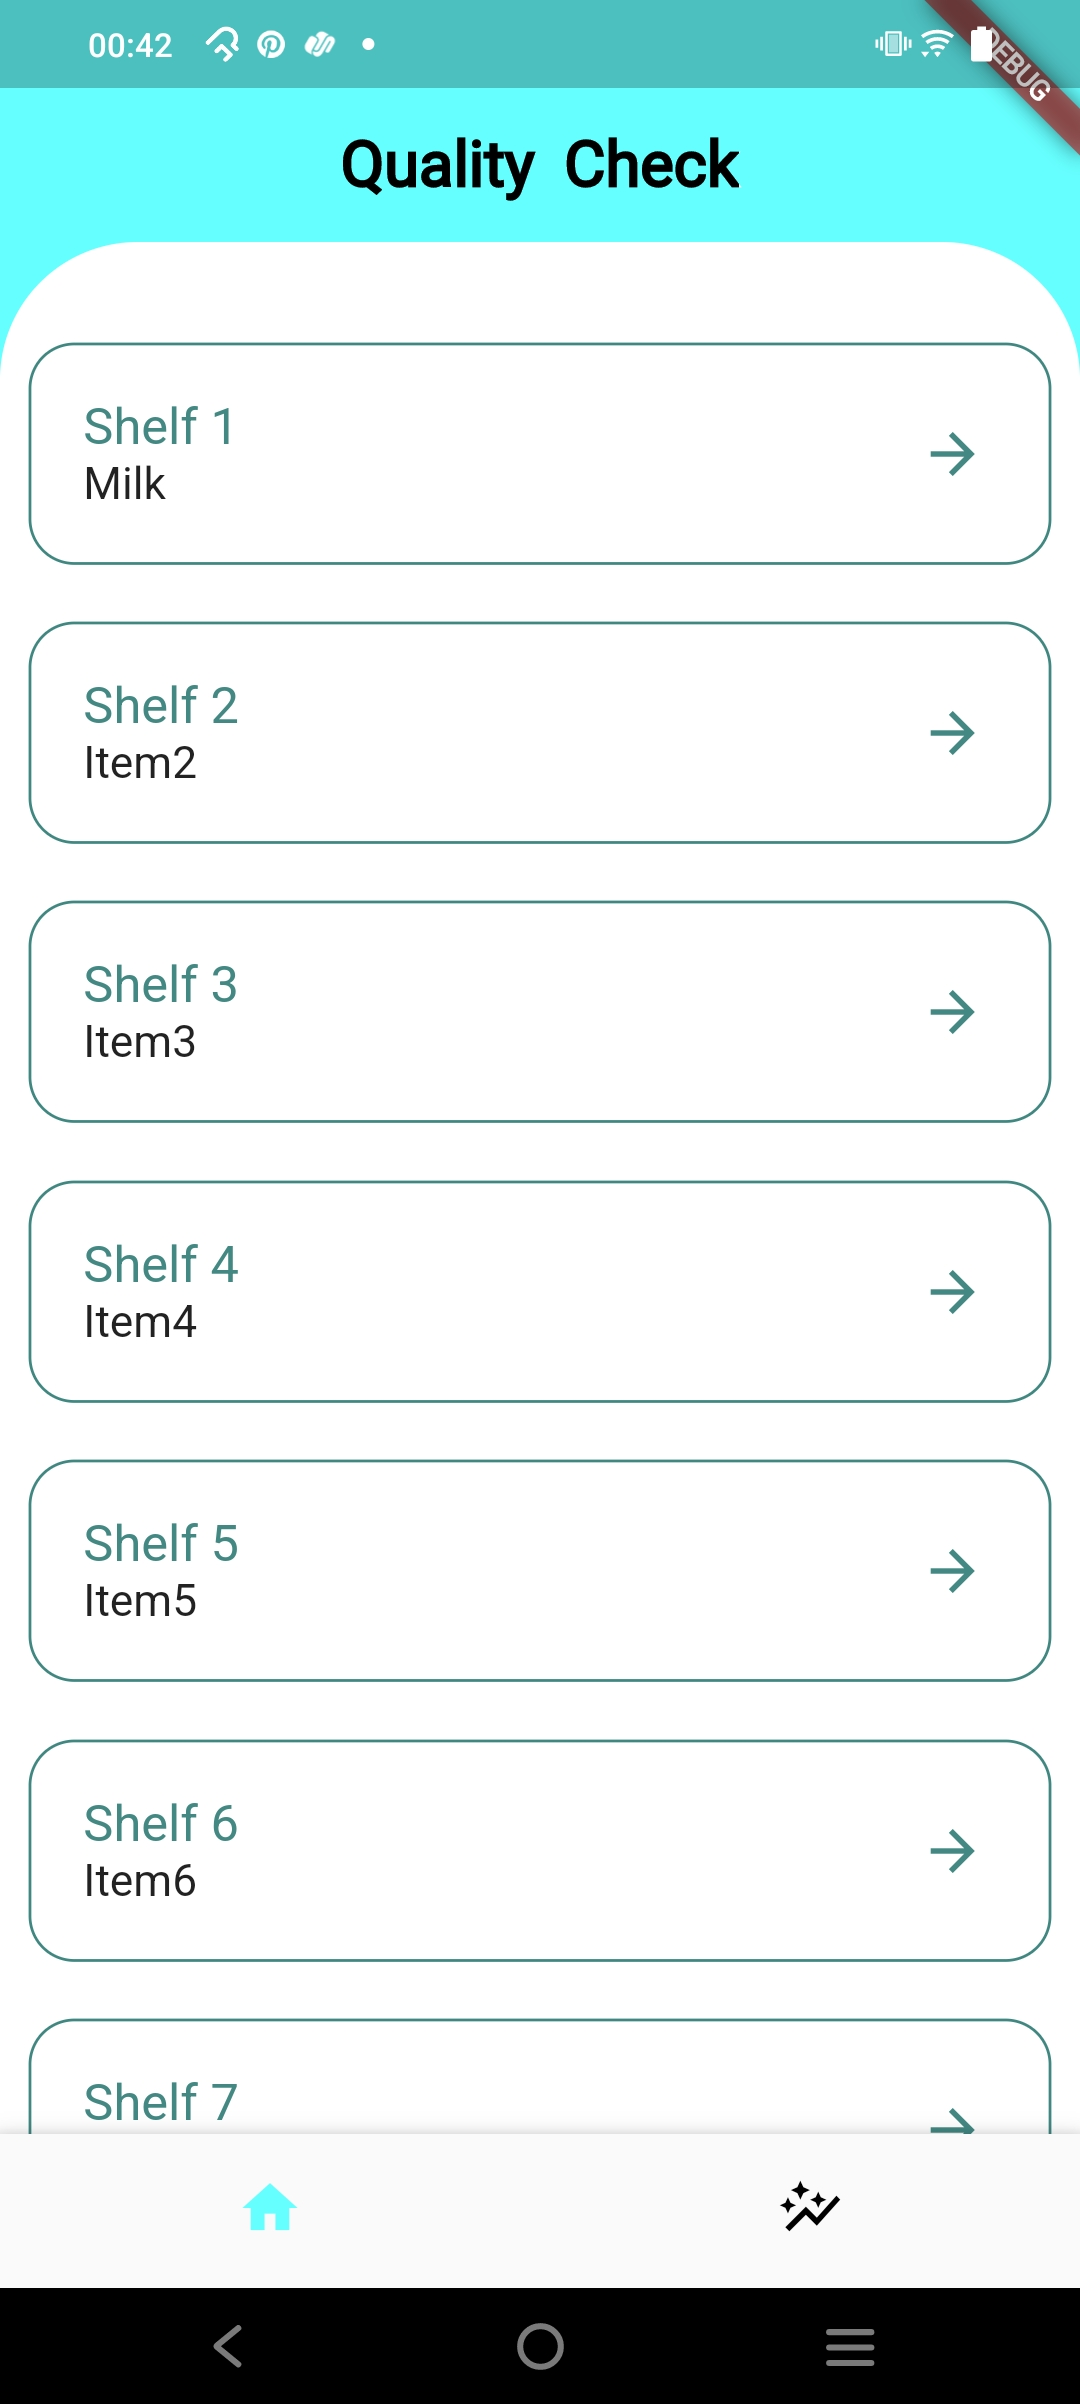 00:42
DEBUG
Quality Check
Shelf 1
Milk
Shelf 2
Item2
Shelf 3
Item3
Shelf 4
Item4
Shelf 5
Item5
Shelf 6
Item6
Shelf 7